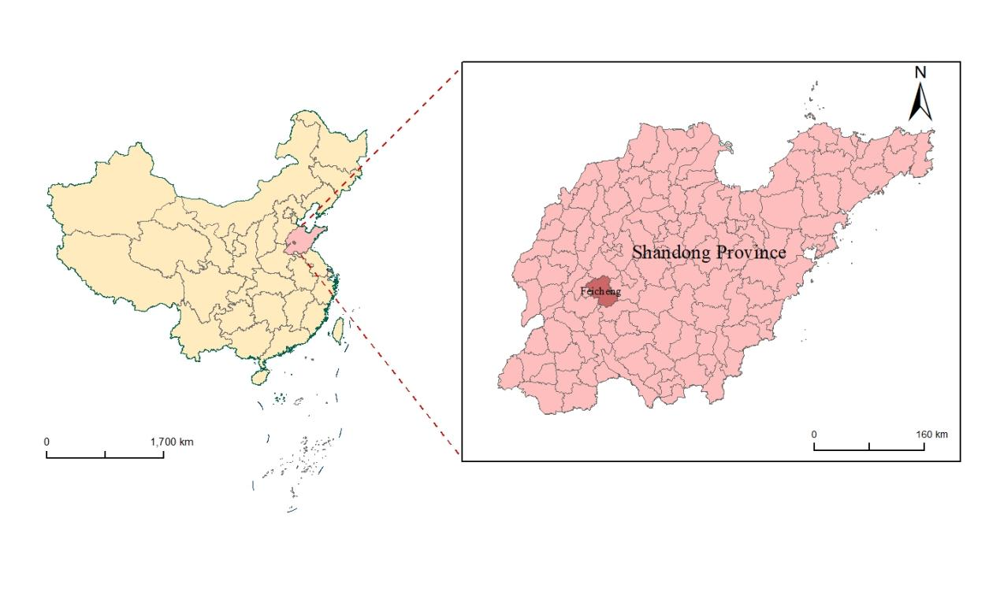 N
Shandong Province
Feicheng
0 160 km
0 1,700 km